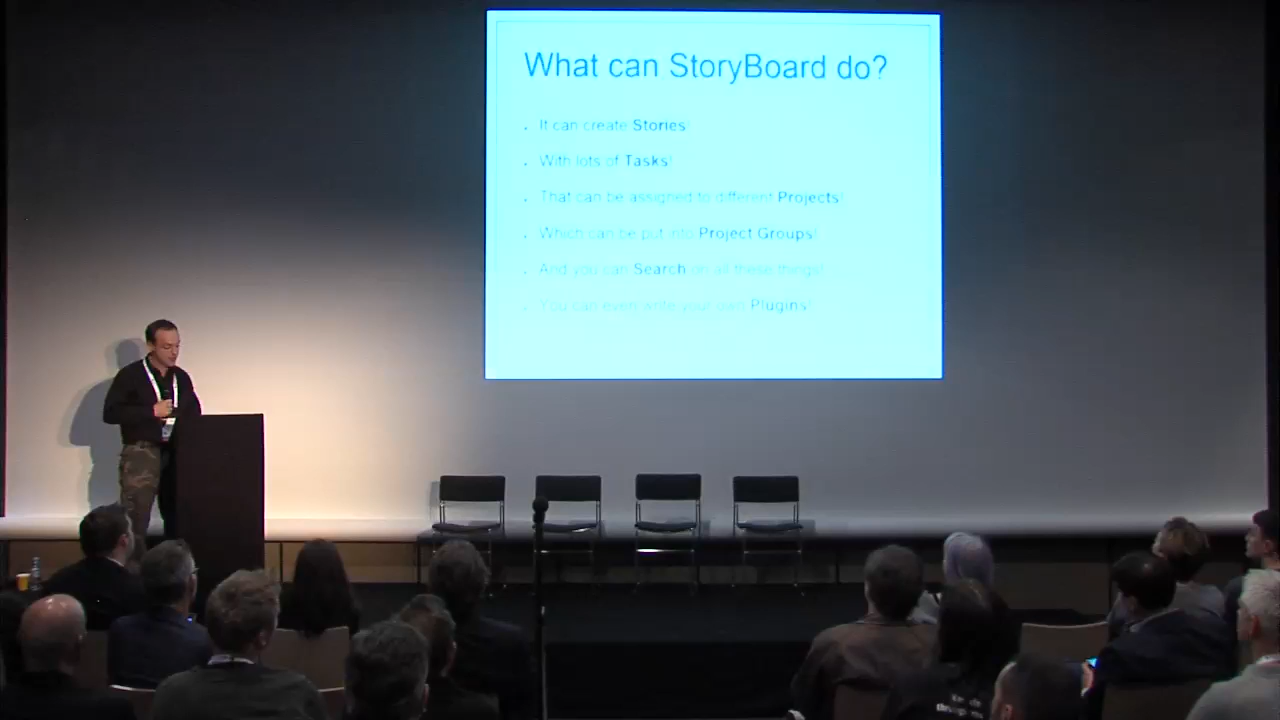 What can StoryBoard do?
It can create Stories!
With lots of Tasks!
That can be assigned to different Projects!
Which can be put into Project Groups!
And you can Search on all these things!
You can even write your own Plugins!